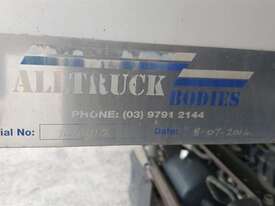 ALLTRUCK
BODIES
PHONE: (03) 9791 2144
ial No: Date: